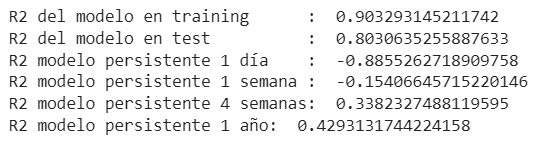 R2 del modelo en training      :  0.903293145211742
R2 del modelo en test          :  0.8030635255887633
R2 modelo persistente 1 día    :  -0.8855262718909758
R2 modelo persistente 1 semana :  -0.15406645715220146
R2 modelo persistente 4 semanas:  0.3382327488119595
R2 modelo persistente 1 año:  0.4293131744224158